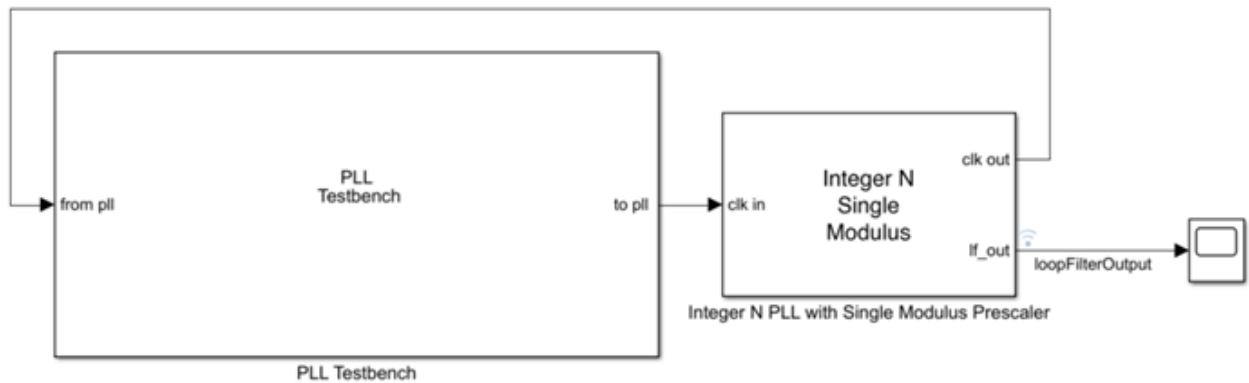 PLL
Testbench
from pll
to pll
PLL Testbench
clk in
Integer N
Single
Modulus
clk out
lf_out
loopFilterOutput
Integer N PLL with Single Modulus Prescaler